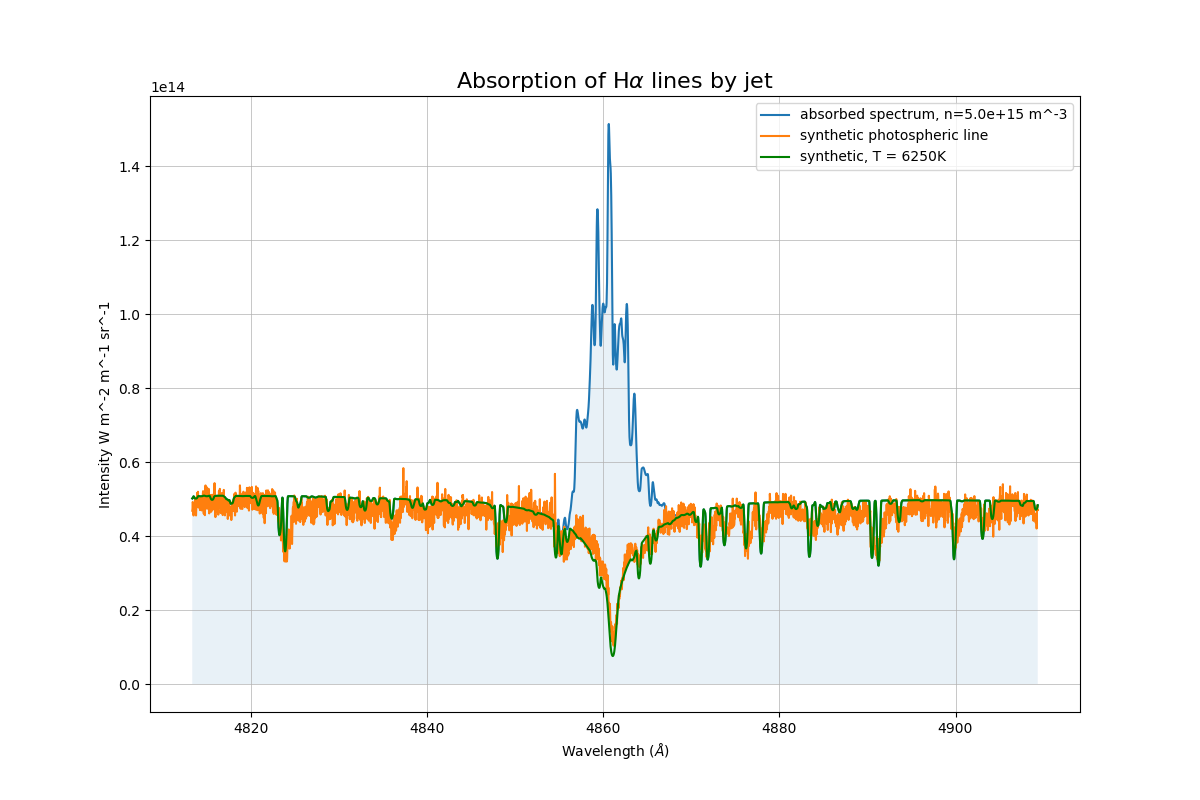 Absorption of Hα lines by jet
1e14
absorbed spectrum, n=5.0e+15 m^-3
synthetic photospheric line
synthetic, T = 6250K
1.4
1.2
1.0
0.8
0.6
0.4
0.2
0.0
Intensity W m^-2 m^-1 sr^-1
4820 4840 4860 4880 4900
Wavelength (Å)